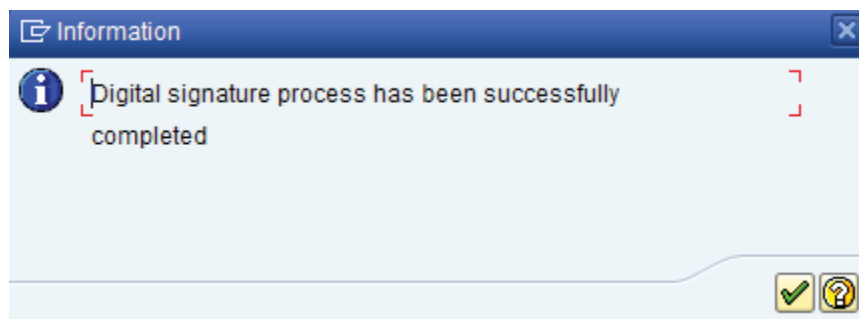 Information
Digital signature process has been successfully
completed